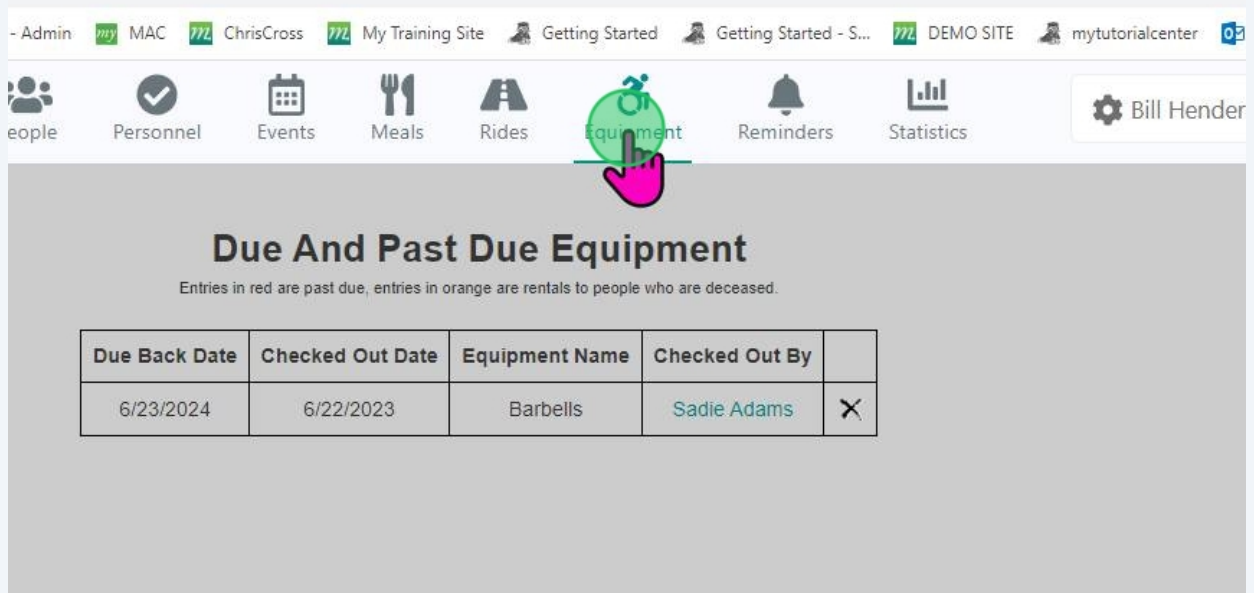 - Admin my MAC m ChrisCross m My Training Site Getting Started Getting Started - S... m DEMO SITE mytutorialcenter
eople Personnel Events Meals Rides Equipment Reminders Statistics Bill Hender
Due And Past Due Equipment
Entries in red are past due, entries in orange are rentals to people who are deceased.
Due Back Date Checked Out Date Equipment Name Checked Out By
6/23/2024 6/22/2023 Barbells Sadie Adams